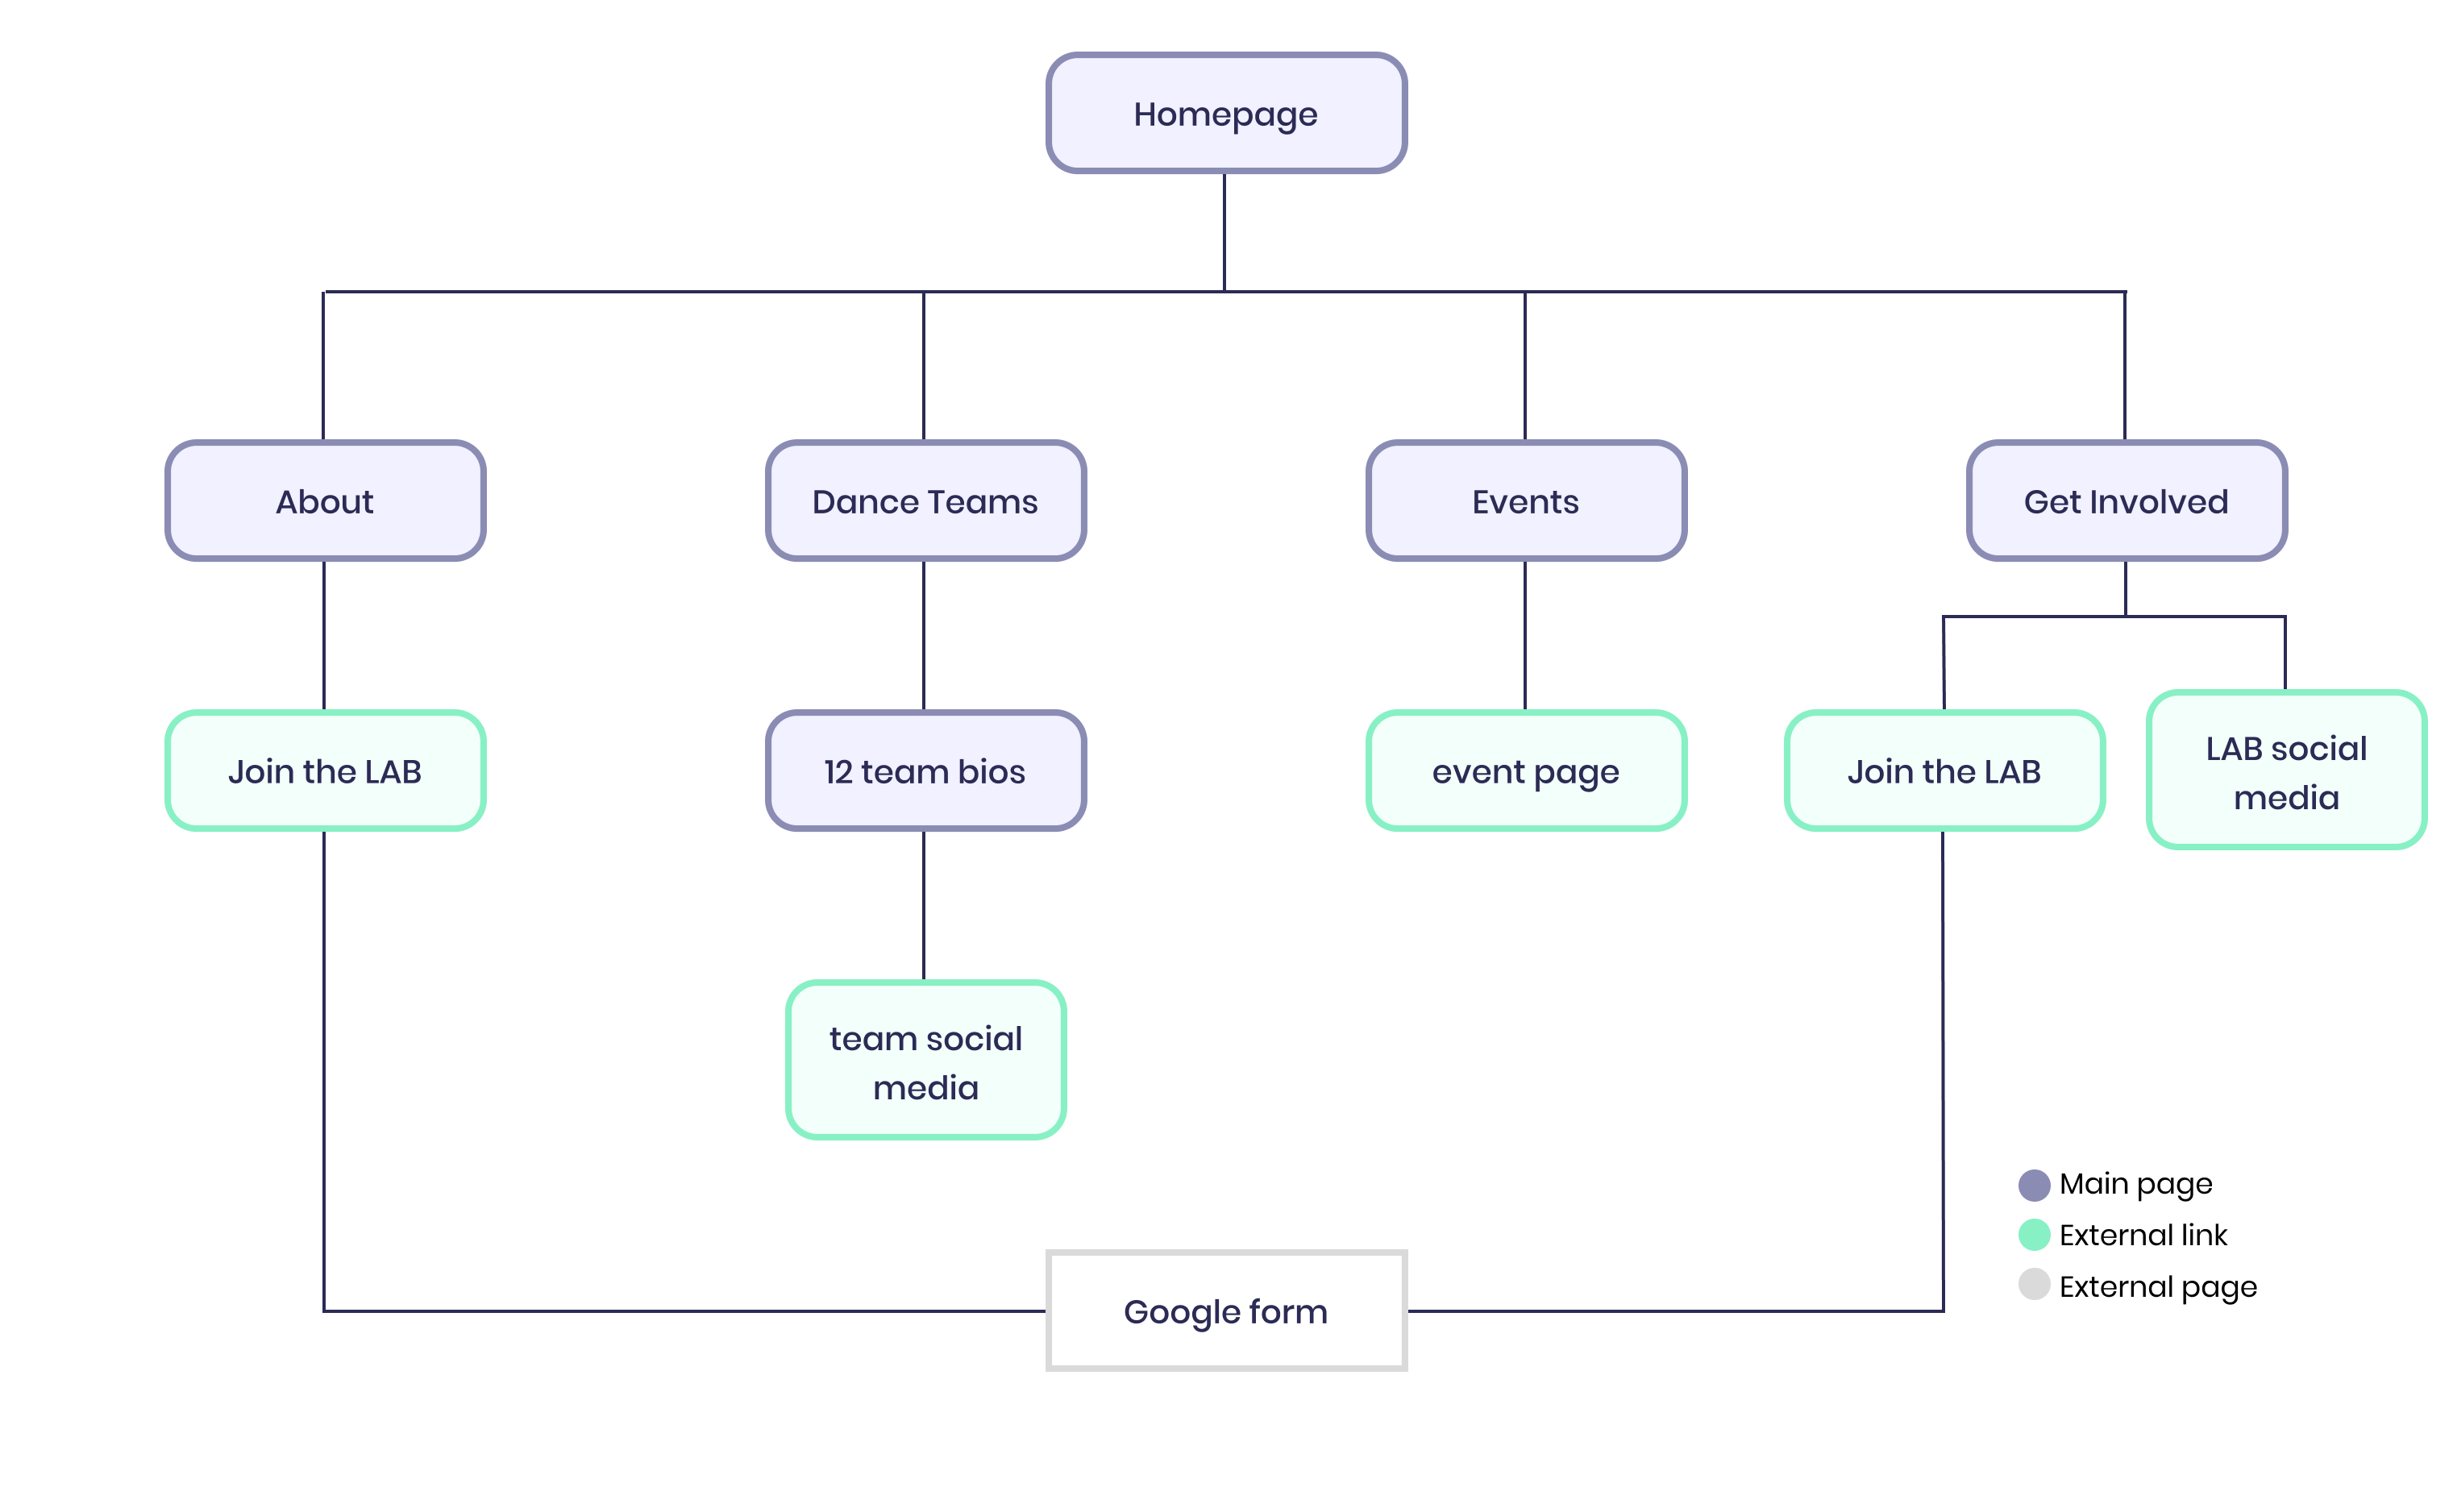 Homepage
About
Dance Teams
Events
Get Involved
Join the LAB
12 team bios
event page
Join the LAB
LAB social
media
team social
media
Main page
External link
External page
Google form